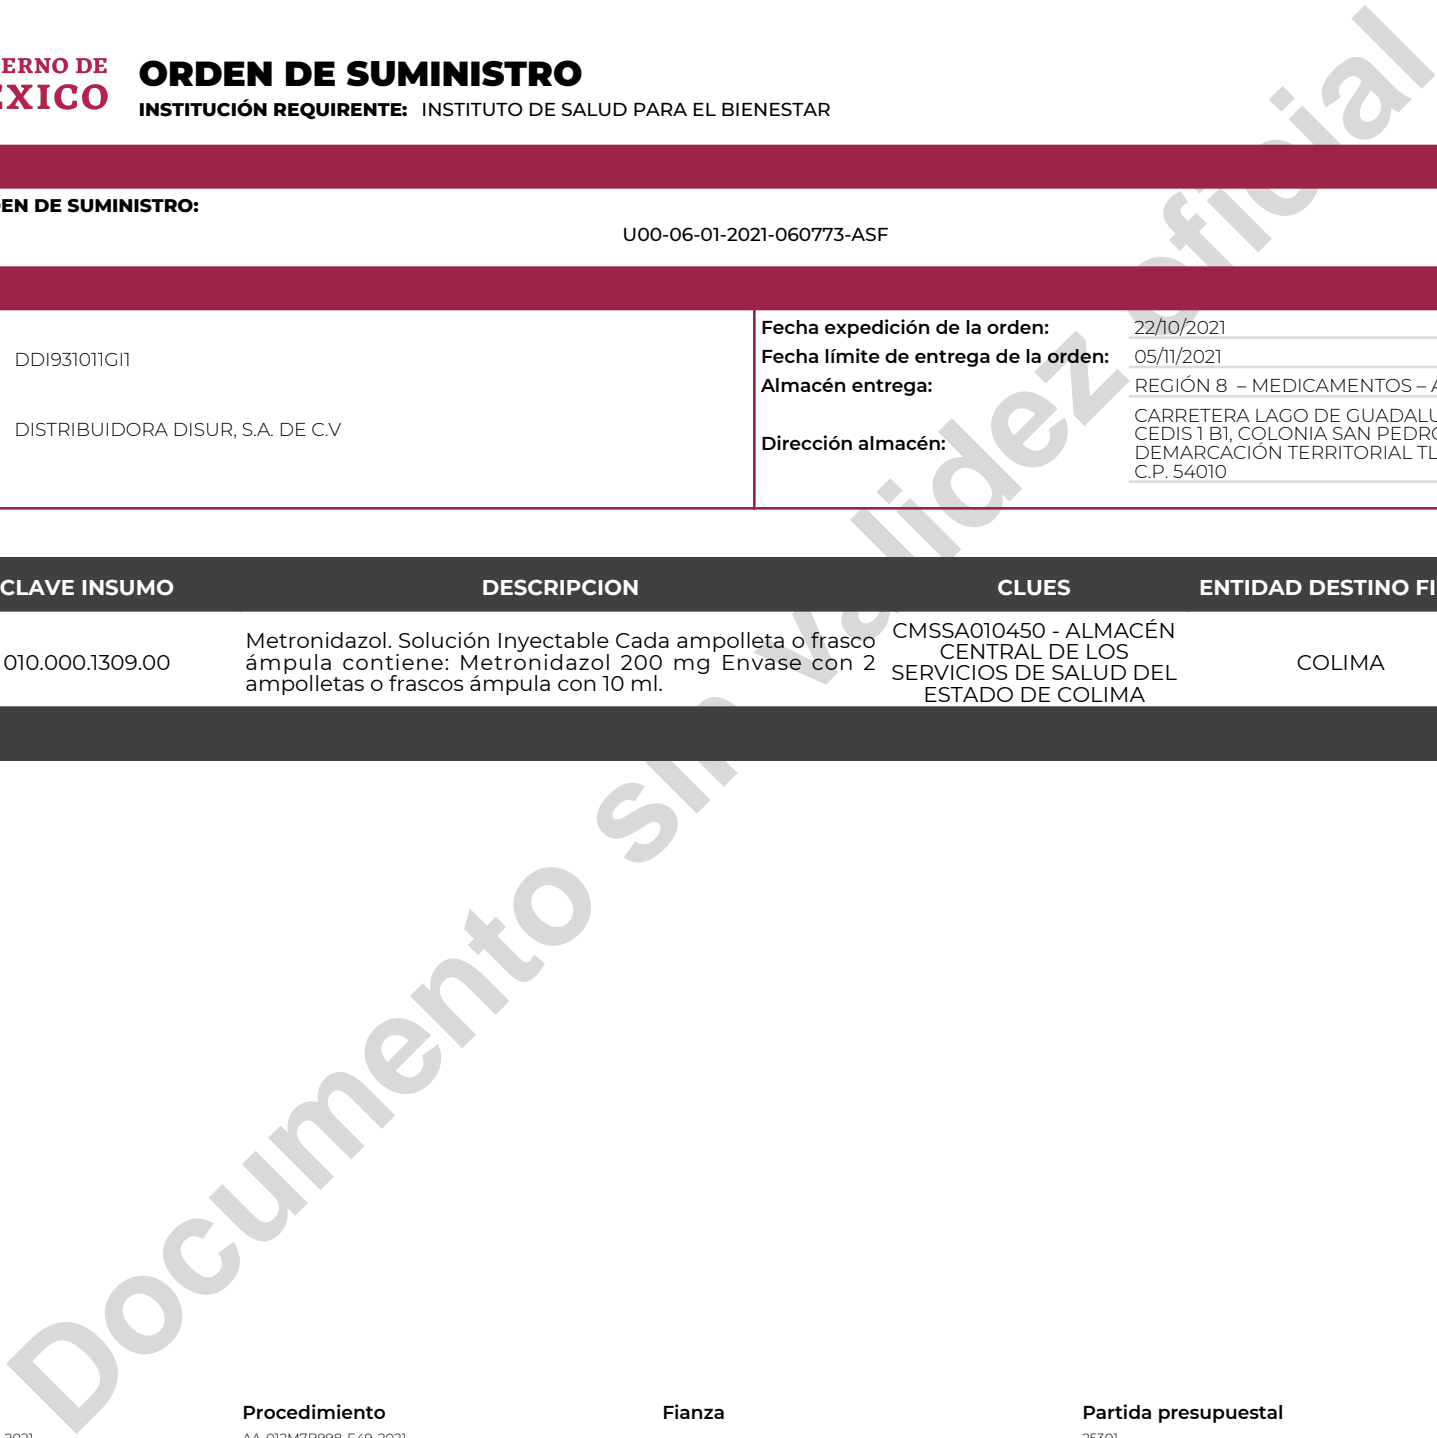 ERNO DE
EXICO
ORDEN DE SUMINISTRO
INSTITUCIÓN REQUIRENTE: INSTITUTO DE SALUD PARA EL BIENESTAR
EN DE SUMINISTRO:
U00-06-01-2021-060773-ASF
DDI931011GI1
DISTRIBUIDORA DISUR, S.A. DE C.V
Fecha expedición de la orden: 22/10/2021
Fecha límite de entrega de la orden: 05/11/2021
Almacén entrega: REGIÓN 8 – MEDICAMENTOS – A
Dirección almacén:
CARRETERA LAGO DE GUADALU
CEDIS 1 B1, COLONIA SAN PEDRO
DEMARCACIÓN TERRITORIAL TL
C.P. 54010
CLAVE INSUMO DESCRIPCION CLUES ENTIDAD DESTINO FI
010.000.1309.00
Metronidazol. Solución Inyectable Cada ampolleta o frasco
ámpula contiene: Metronidazol 200 mg Envase con 2
ampolletas o frascos ámpula con 10 ml.
CMSSA010450 - ALMACÉN
CENTRAL DE LOS
SERVICIOS DE SALUD DEL
ESTADO DE COLIMA
COLIMA
Documento sin validez oficial
Procedimiento Fianza Partida presupuestal